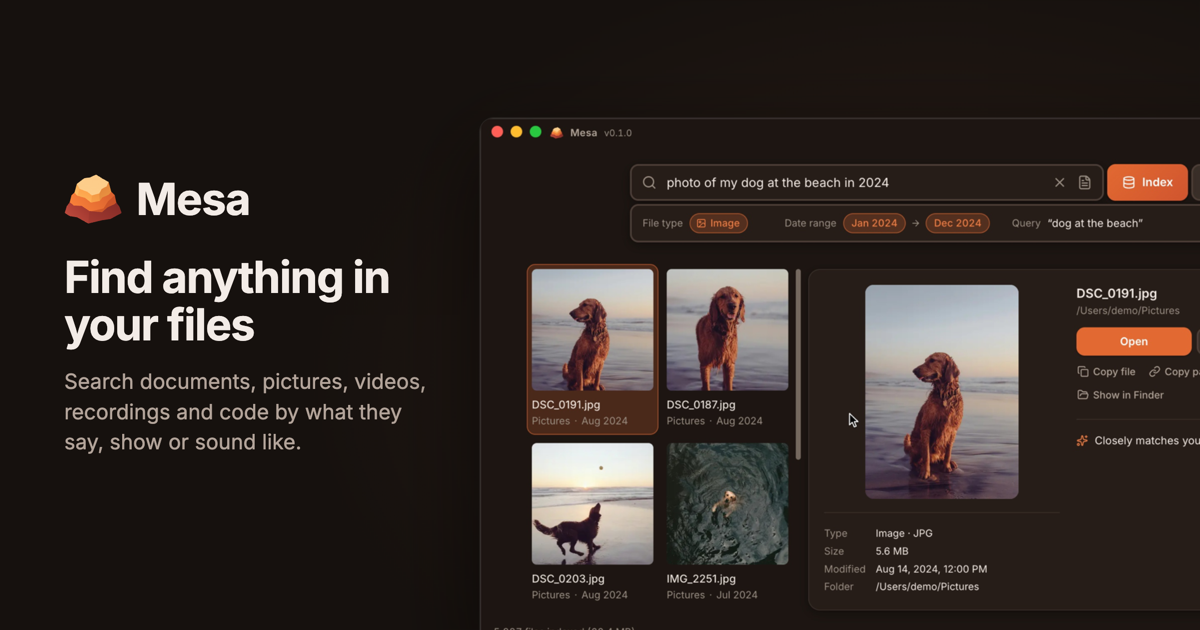 Mesa
Find anything in
your files
Search documents, pictures, videos,
recordings and code by what they
say, show or sound like.
Mesa v0.1.0
photo of my dog at the beach in 2024
Index
File type Image Date range Jan 2024 → Dec 2024 Query “dog at the beach”
DSC_0191.jpg
Pictures · Aug 2024
DSC_0187.jpg
Pictures · Aug 2024
DSC_0203.jpg
Pictures · Aug 2024
IMG_2251.jpg
Pictures · Jul 2024
DSC_0191.jpg
/Users/demo/Pictures
Open
Copy file Copy
Show in Finder
Closely matches
Type Image · JPG
Size 5.6 MB
Modified Aug 14, 2024, 12:00 PM
Folder /Users/demo/Pictures